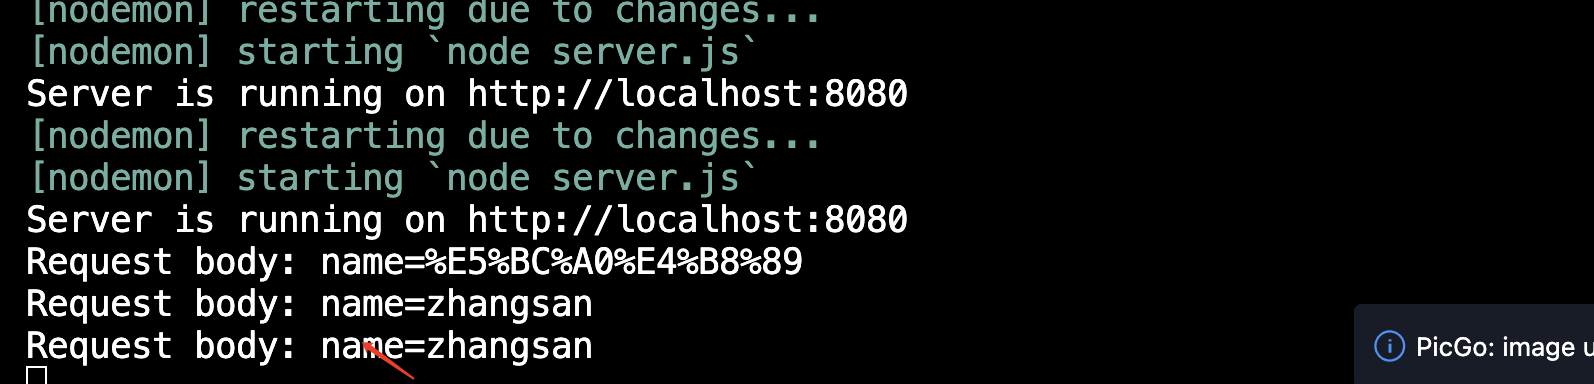 [nodemon] restarting due to changes...
[nodemon] starting `node server.js`
Server is running on http://localhost:8080
[nodemon] restarting due to changes...
[nodemon] starting `node server.js`
Server is running on http://localhost:8080
Request body: name=%E5%BC%A0%E4%B8%89
Request body: name=zhangsan
Request body: name=zhangsan
PicGo: image